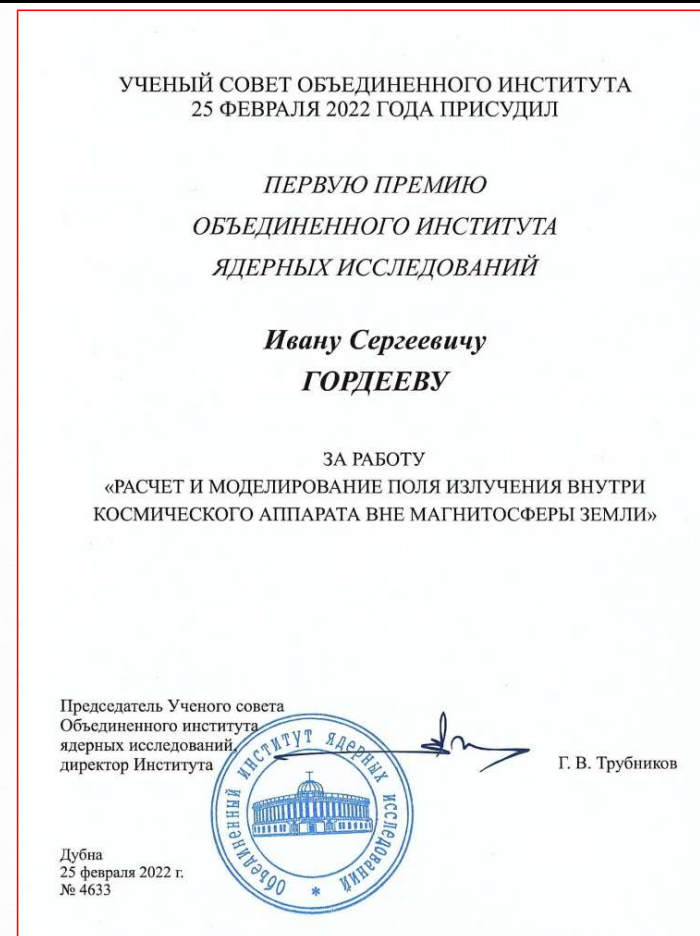 УЧЕНЫЙ СОВЕТ ОБЪЕДИНЕННОГО ИНСТИТУТА
25 ФЕВРАЛЯ 2022 ГОДА ПРИСУДИЛ
ПЕРВУЮ ПРЕМИЮ
ОБЪЕДИНЕННОГО ИНСТИТУТА
ЯДЕРНЫХ ИССЛЕДОВАНИЙ
Ивану Сергеевичу
ГОРДЕЕВУ
ЗА РАБОТУ
«РАСЧЕТ И МОДЕЛИРОВАНИЕ ПОЛЯ ИЗЛУЧЕНИЯ ВНУТРИ
КОСМИЧЕСКОГО АППАРАТА ВНЕ МАГНИТОСФЕРЫ ЗЕМЛИ»
Председатель Ученого совета
Объединенного института
ядерных исследований,
директор Института
Г. В. Трубников
Объединенный институт ядерных исследований *
Дубна
25 февраля 2022 г.
№ 4633